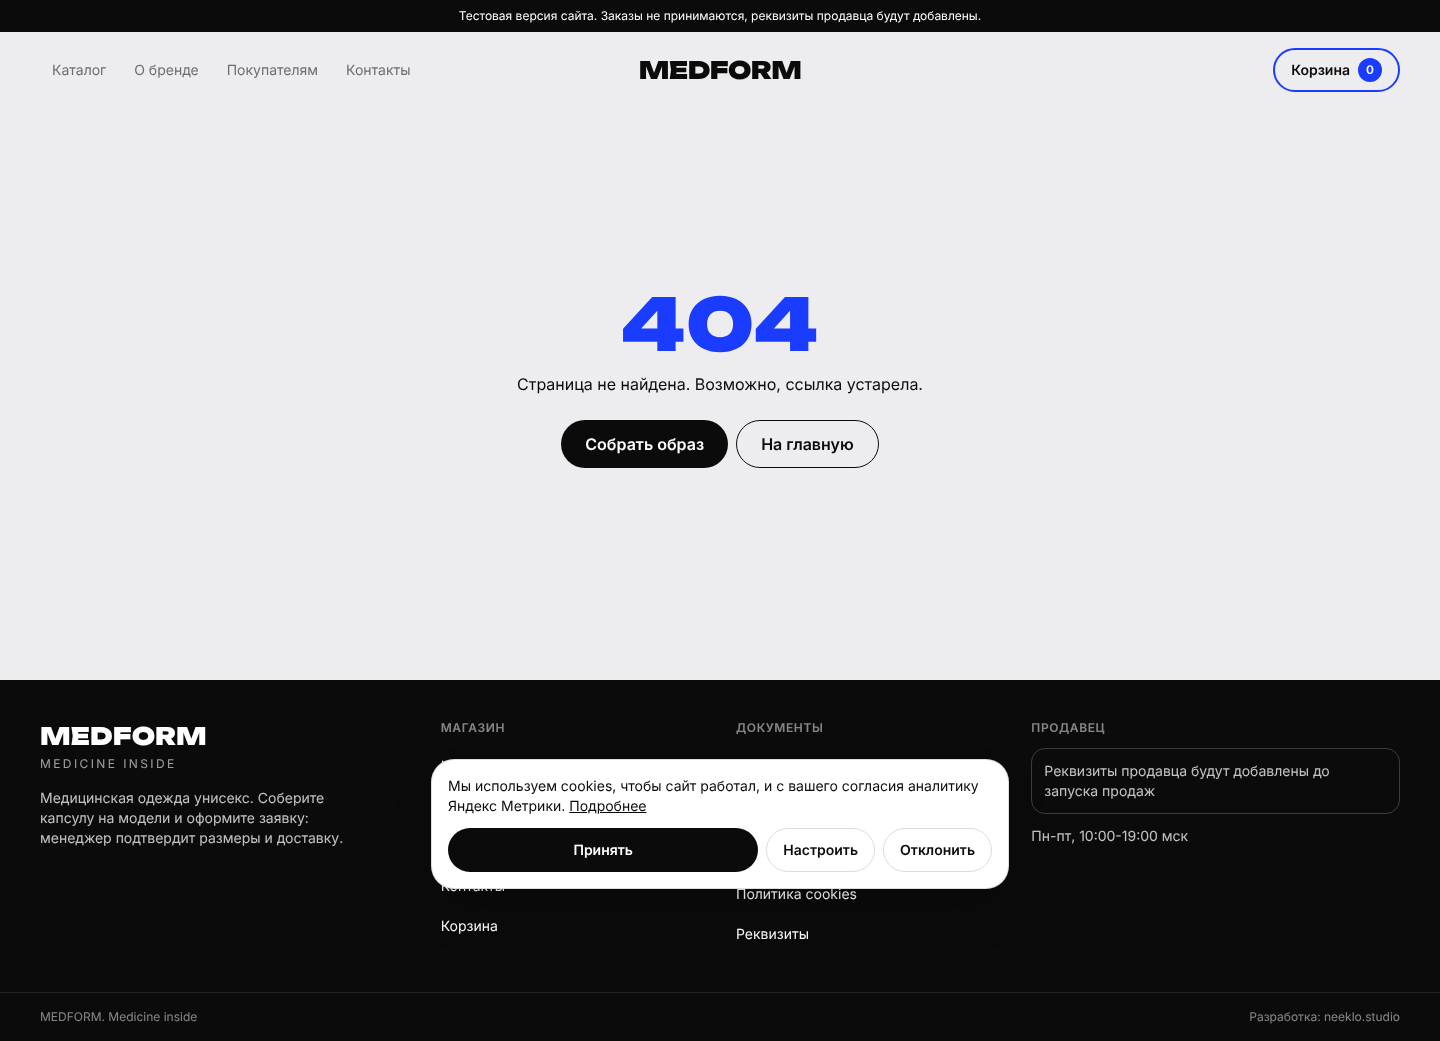 Тестовая версия сайта. Заказы не принимаются, реквизиты продавца будут добавлены.
Каталог О бренде Покупателям Контакты MEDFORM Корзина 0
404
Страница не найдена. Возможно, ссылка устарела.
Собрать образ На главную
MEDFORM
MEDICINE INSIDE
Медицинская одежда унисекс. Соберите
капсулу на модели и оформите заявку:
менеджер подтвердит размеры и доставку.
МАГАЗИН
ДОКУМЕНТЫ
ПРОДАВЕЦ
Реквизиты продавца будут добавлены до
запуска продаж
Пн-пт, 10:00-19:00 мск
Мы используем cookies, чтобы сайт работал, и с вашего согласия аналитику
Яндекс Метрики. Подробнее
Принять Настроить Отклонить
Контакты
Корзина
Политика cookies
Реквизиты
MEDFORM. Medicine inside
Разработка: neeklo.studio